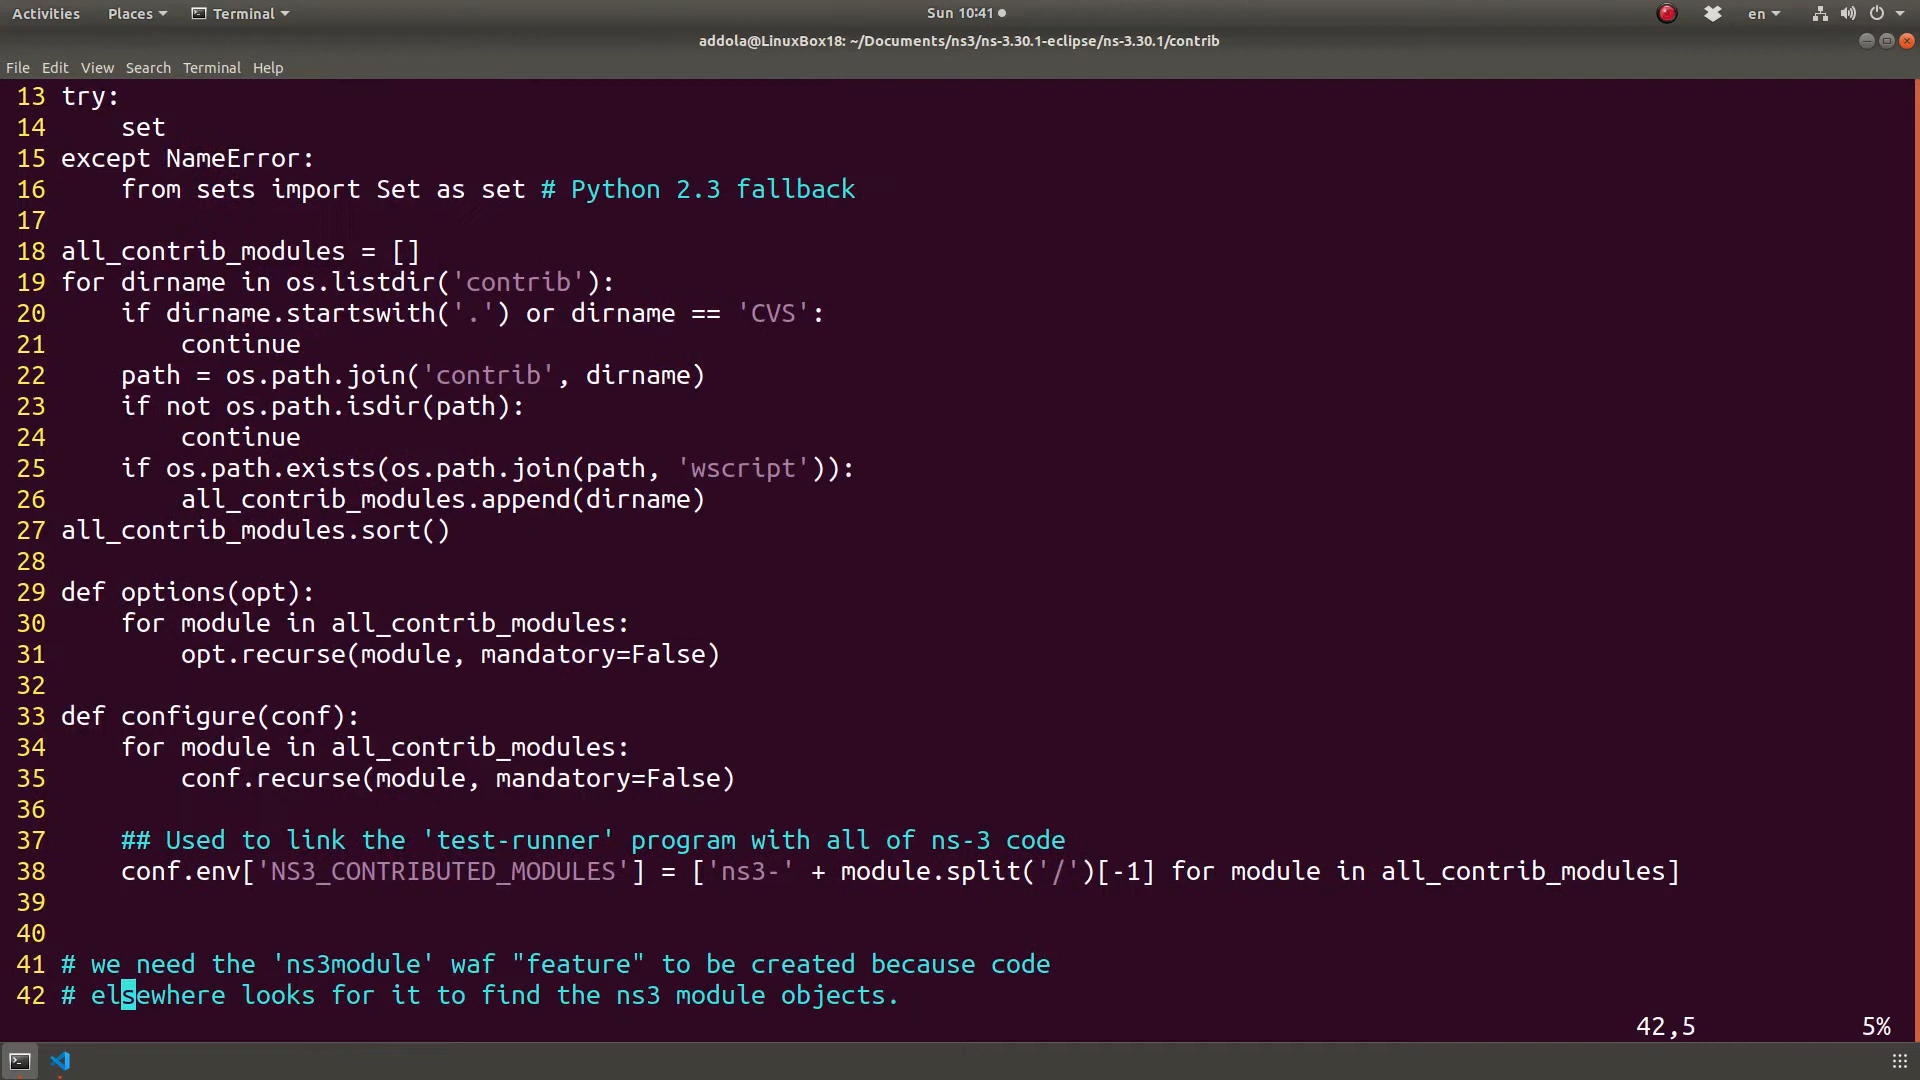 Activities Places Terminal Sun 10:41 en
addola@LinuxBox18: ~/Documents/ns3/ns-3.30.1-eclipse/ns-3.30.1/contrib
File Edit View Search Terminal Help
13 try:
14     set
15 except NameError:
16     from sets import Set as set # Python 2.3 fallback
17
18 all_contrib_modules = []
19 for dirname in os.listdir('contrib'):
20     if dirname.startswith('.') or dirname == 'CVS':
21         continue
22     path = os.path.join('contrib', dirname)
23     if not os.path.isdir(path):
24         continue
25     if os.path.exists(os.path.join(path, 'wscript')):
26         all_contrib_modules.append(dirname)
27 all_contrib_modules.sort()
28
29 def options(opt):
30     for module in all_contrib_modules:
31         opt.recurse(module, mandatory=False)
32
33 def configure(conf):
34     for module in all_contrib_modules:
35         conf.recurse(module, mandatory=False)
36
37     ## Used to link the 'test-runner' program with all of ns-3 code
38     conf.env['NS3_CONTRIBUTED_MODULES'] = ['ns3-' + module.split('/')[-1] for module in all_contrib_modules]
39
40
41 # we need the 'ns3module' waf "feature" to be created because code
42 # elsewhere looks for it to find the ns3 module objects.
42,5 5%